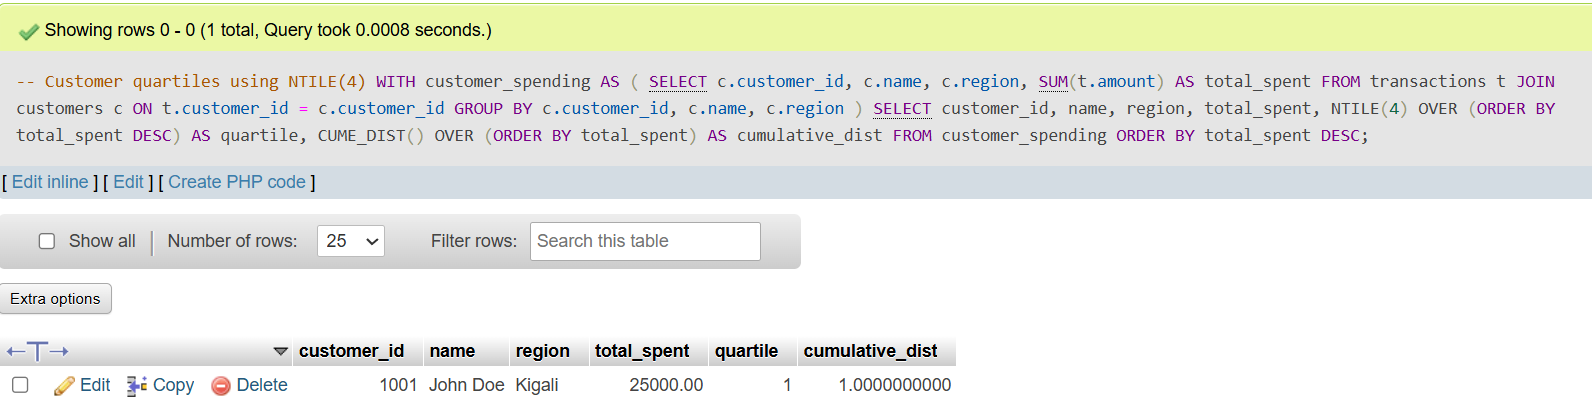 Showing rows 0 - 0 (1 total, Query took 0.0008 seconds.)
-- Customer quartiles using NTILE(4) WITH customer_spending AS ( SELECT c.customer_id, c.name, c.region, SUM(t.amount) AS total_spent FROM transactions t JOIN
customers c ON t.customer_id = c.customer_id GROUP BY c.customer_id, c.name, c.region ) SELECT customer_id, name, region, total_spent, NTILE(4) OVER (ORDER BY
total_spent DESC) AS quartile, CUME_DIST() OVER (ORDER BY total_spent) AS cumulative_dist FROM customer_spending ORDER BY total_spent DESC;
[ Edit inline ] [ Edit ] [ Create PHP code ]
Show all | Number of rows: 25 Filter rows: Search this table
Extra options
←T→ customer_id name region total_spent quartile cumulative_dist
Edit Copy Delete 1001 John Doe Kigali 25000.00 1 1.0000000000